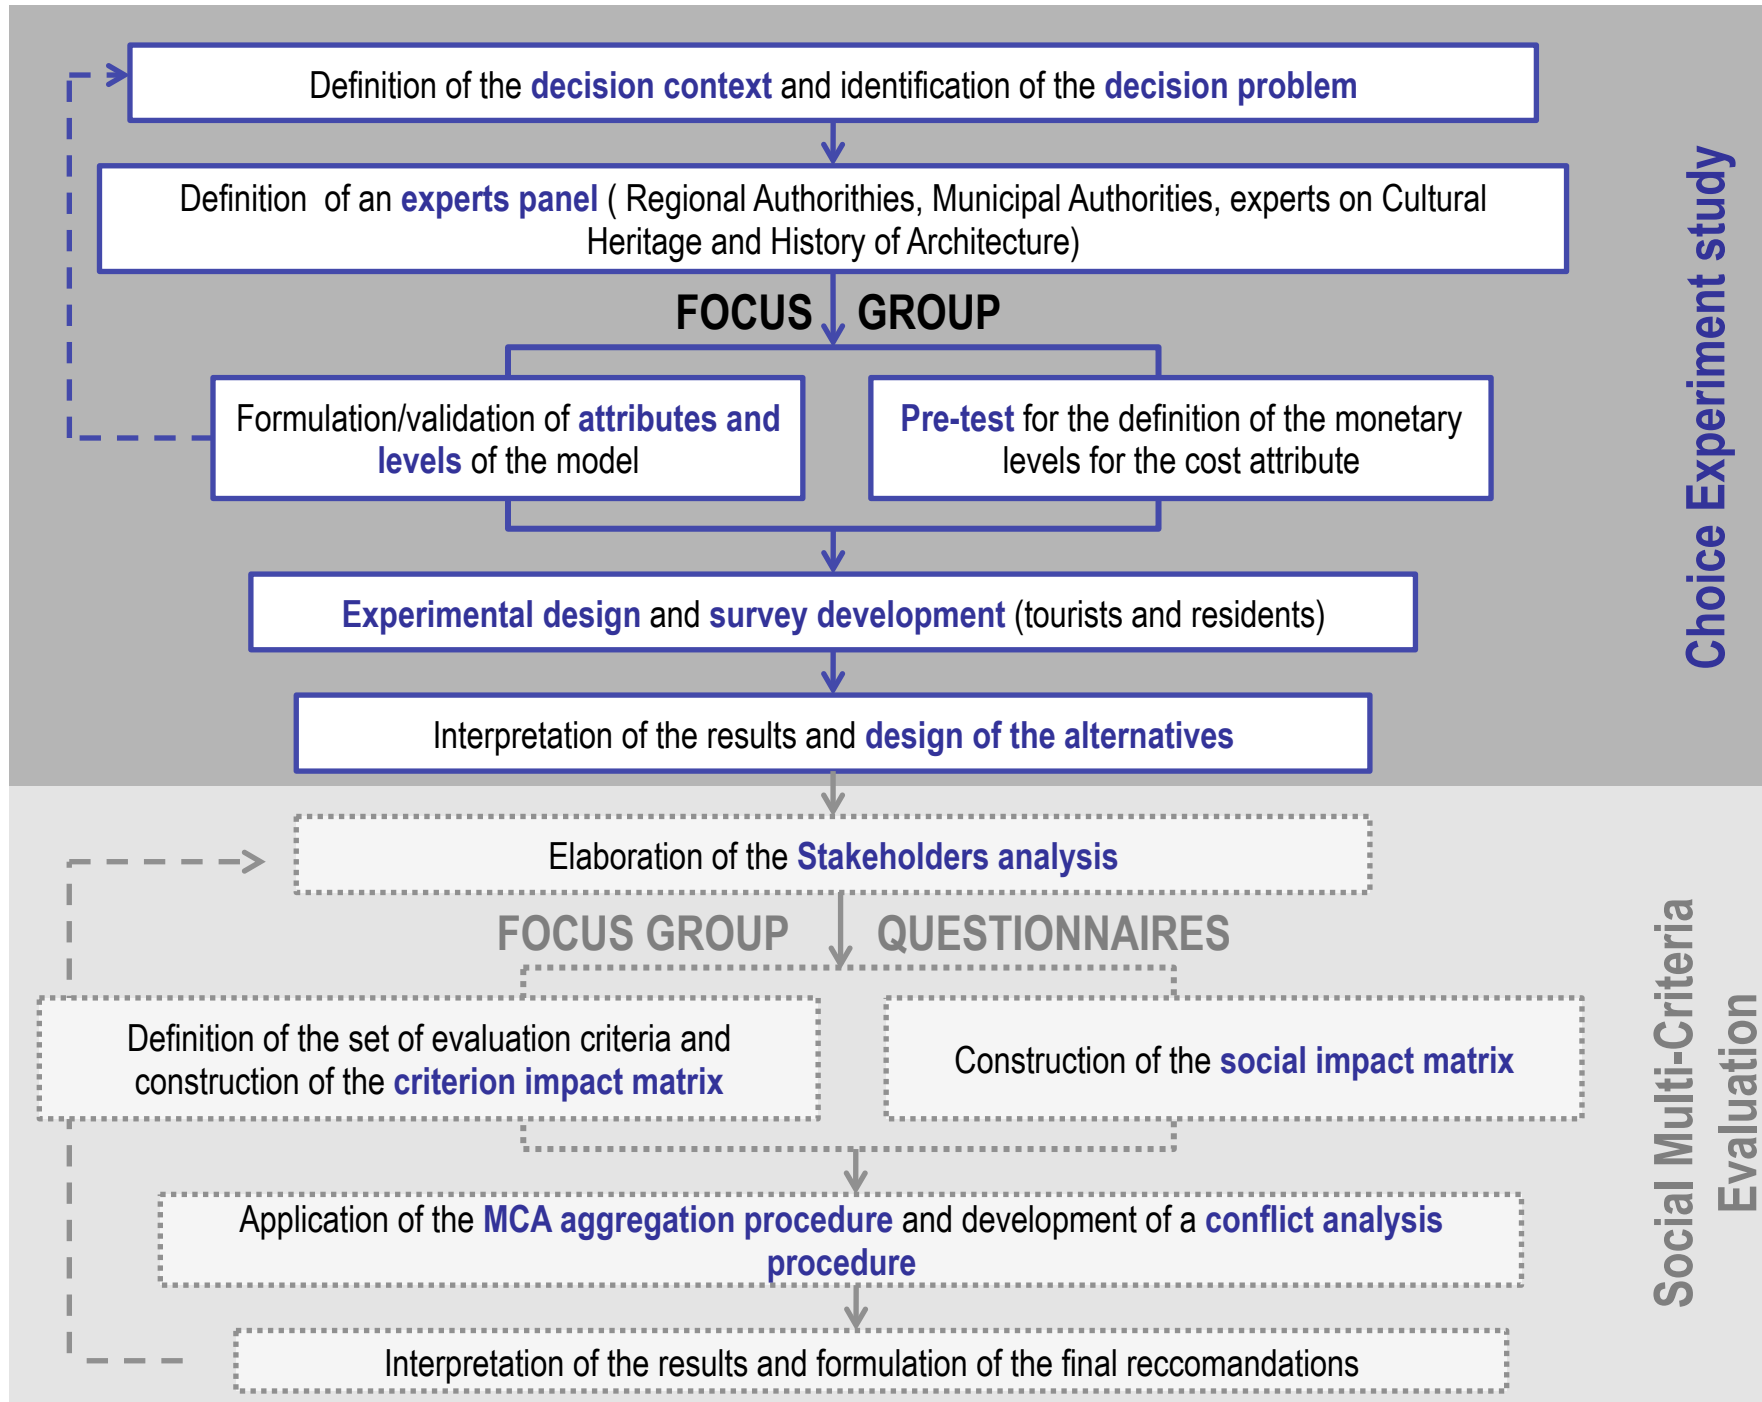 Definition of the decision context and identification of the decision problem
Definition of an experts panel ( Regional Authorithies, Municipal Authorities, experts on Cultural
Heritage and History of Architecture)
FOCUS GROUP
Formulation/validation of attributes and
levels of the model
Pre-test for the definition of the monetary
levels for the cost attribute
Experimental design and survey development (tourists and residents)
Interpretation of the results and design of the alternatives
Choice Experiment study
Elaboration of the Stakeholders analysis
FOCUS GROUP QUESTIONNAIRES
Definition of the set of evaluation criteria and
construction of the criterion impact matrix
Construction of the social impact matrix
Application of the MCA aggregation procedure and development of a conflict analysis
procedure
Interpretation of the results and formulation of the final reccomandations
Social Multi-Criteria
Evaluation